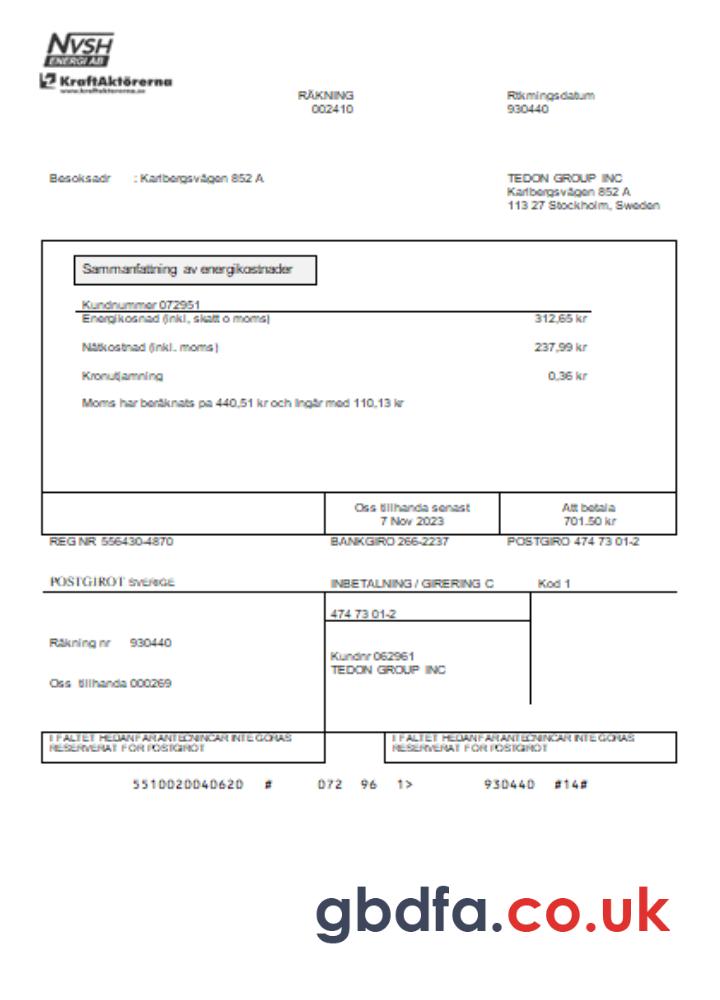 NVSH
ENERGI AB
KraftAktörerna
www.kraftaktorerna.se
RÄKNING
002410
Rtkmingsdatum
930440
Besoksadr : Karlbergsvägen 852 A
TEDON GROUP INC
Karlbergsvägen 852 A
113 27 Stockholm, Sweden
Sammanfattning av energikostnader
Kundnummer 072951
Energikosnad (inkl, skatt o moms) 312,65 kr
Nätkostnad (inkl. moms) 237,99 kr
Kronutjamning 0,36 kr
Moms har beräknats pa 440,51 kr och Ingår med 110,13 kr
Oss tillhanda senast
7 Nov 2023
Att betala
701.50 kr
REG NR 556430-4870 BANKGIRO 266-2237 POSTGIRO 474 73 01-2
POSTGIROT SVERIGE INBETALNING / GIRERING C Kod 1
474 73 01-2
Räkning nr 930440
Kundnr 062961
TEDON GROUP INC
Oss tillhanda 000269
I FALTET HEDANFAR ANTECNINCAR INTE GORAS
RESERVERAT FOR POSTGIROT
I FALTET HEDANFAR ANTECNINCAR INTE GORAS
RESERVERAT FOR POSTGIROT
5510020040620 # 072 96 1> 930440 #14#
gbdfa.co.uk